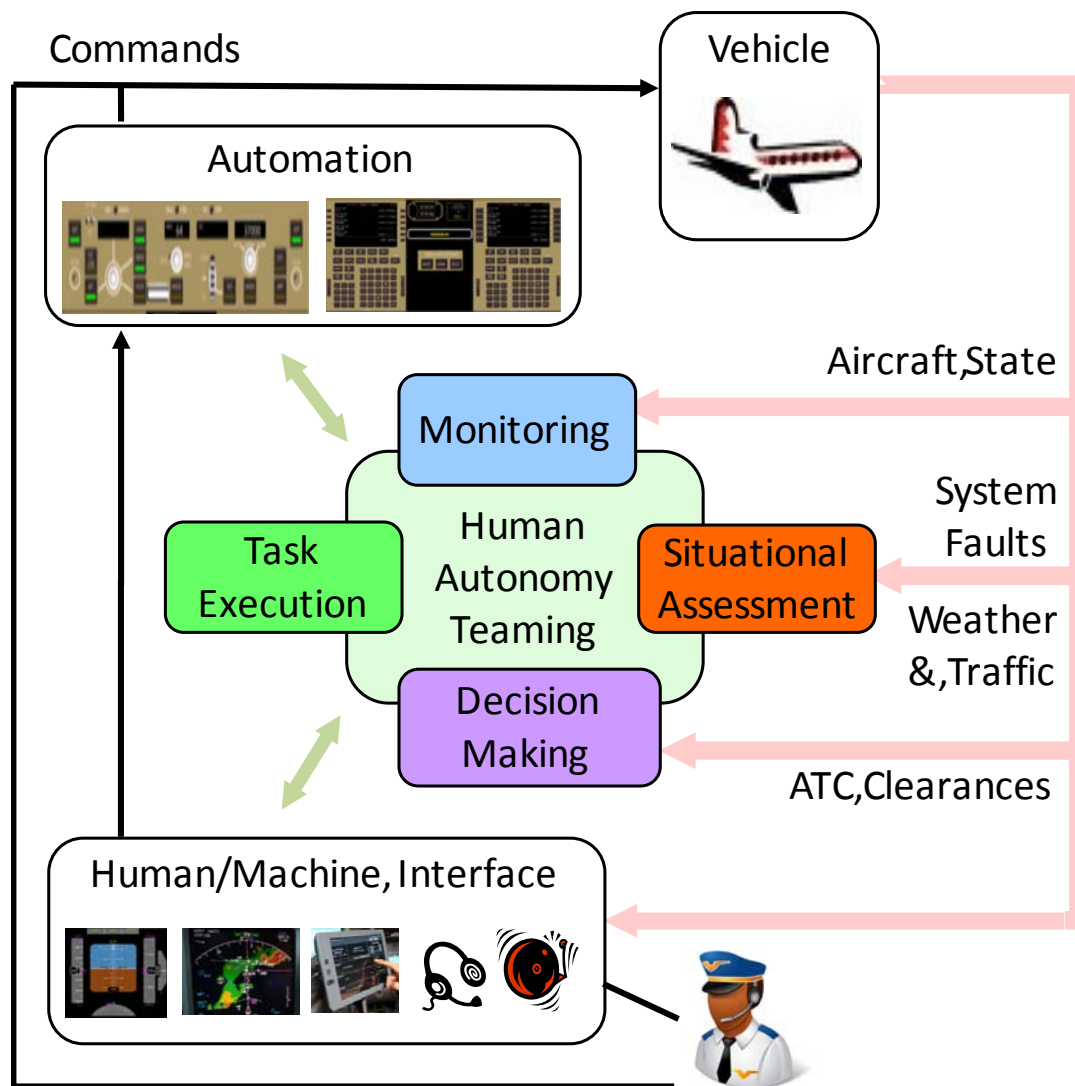 Commands
Vehicle
Automation
Aircraft,State
Monitoring
System
Faults
Human
Autonomy
Teaming
Task
Execution
Situational
Assessment
Weather
&,Traffic
Decision
Making
ATC,Clearances
Human/Machine, Interface